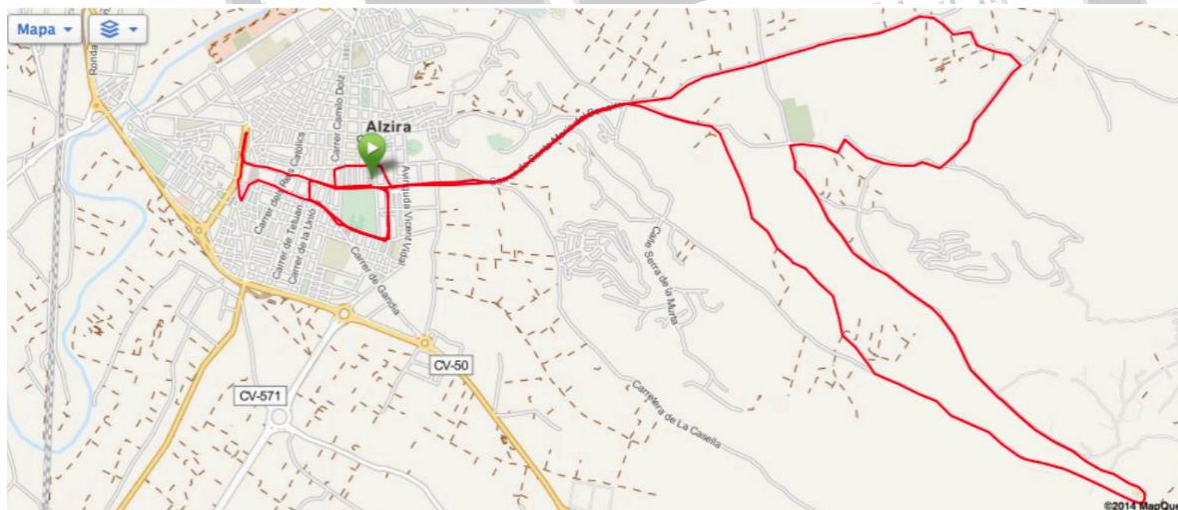 Mapa
Ronda
Carrer Camilo Dolz
Alzira
Carrer dels Reis Catòlics
Carrer de Tetuan
Carrer de la Unió
Avinguda Vicent Vidal
Carrer de Gandia
Calle Serra de la Murta
Carretera de La Casella
CV-50
CV-571
©2014 MapQue